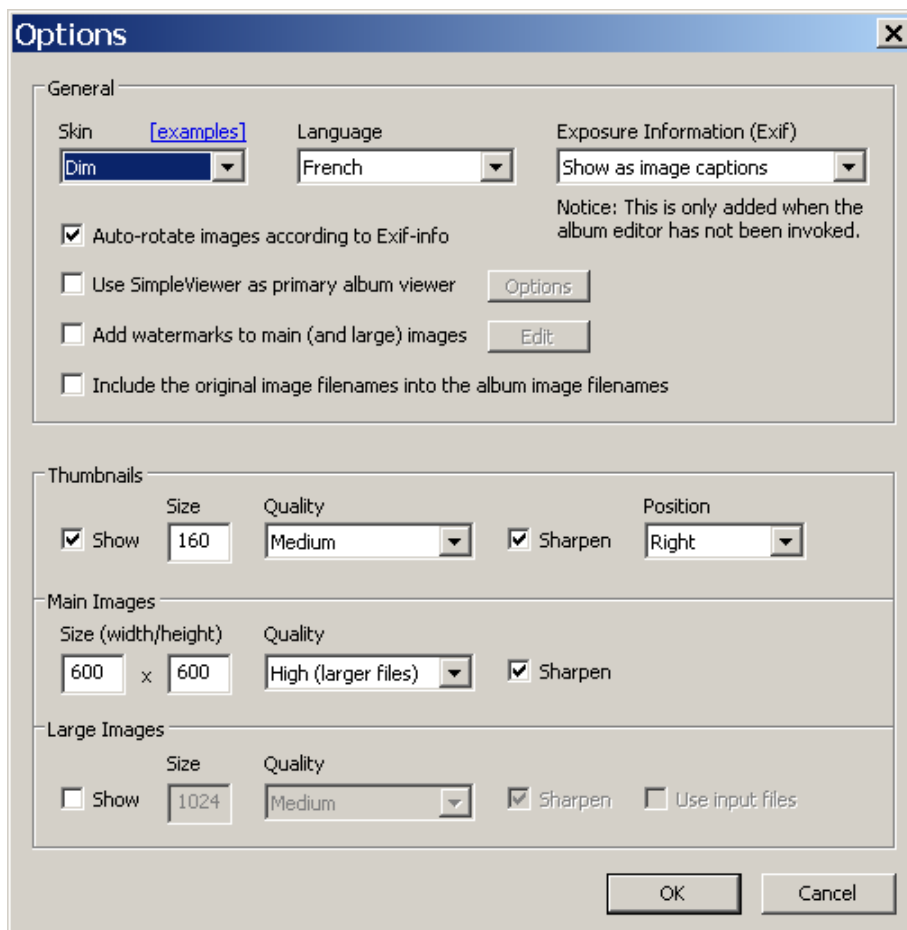 Options
General
Skin [examples] Language Exposure Information (Exif)
Dim French Show as image captions
Notice: This is only added when the
album editor has not been invoked.
Auto-rotate images according to Exif-info
Use SimpleViewer as primary album viewer Options
Add watermarks to main (and large) images Edit
Include the original image filenames into the album image filenames
Thumbnails
Size Quality Position
Show 160 Medium Sharpen Right
Main Images
Size (width/height) Quality
600 x 600 High (larger files) Sharpen
Large Images
Size Quality
Show 1024 Medium Sharpen Use input files
OK Cancel